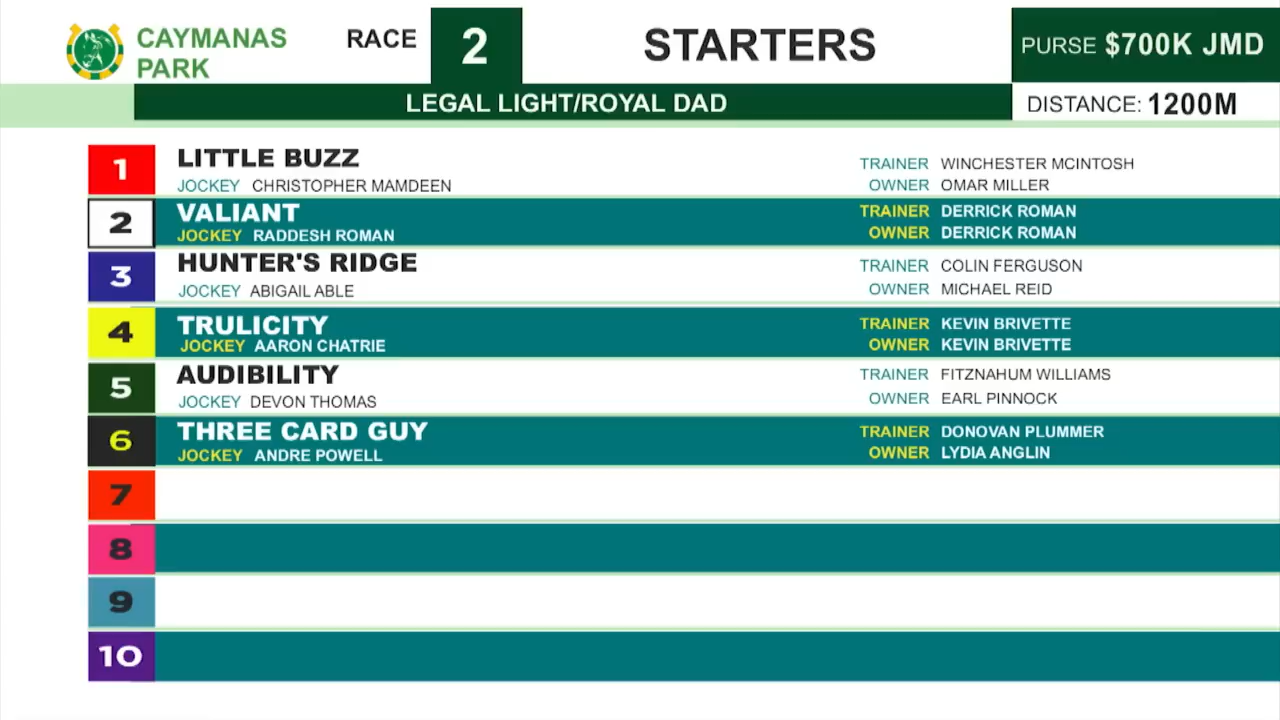 CAYMANAS PARK
RACE 2 STARTERS PURSE $700K JMD
LEGAL LIGHT/ROYAL DAD DISTANCE: 1200M
1 LITTLE BUZZ TRAINER WINCHESTER MCINTOSH
JOCKEY CHRISTOPHER MAMDEEN OWNER OMAR MILLER
2 VALIANT TRAINER DERRICK ROMAN
JOCKEY RADDESH ROMAN OWNER DERRICK ROMAN
3 HUNTER'S RIDGE TRAINER COLIN FERGUSON
JOCKEY ABIGAIL ABLE OWNER MICHAEL REID
4 TRULICITY TRAINER KEVIN BRIVETTE
JOCKEY AARON CHATRIE OWNER KEVIN BRIVETTE
5 AUDIBILITY TRAINER FITZNAHUM WILLIAMS
JOCKEY DEVON THOMAS OWNER EARL PINNOCK
6 THREE CARD GUY TRAINER DONOVAN PLUMMER
JOCKEY ANDRE POWELL OWNER LYDIA ANGLIN
7
8
9
10